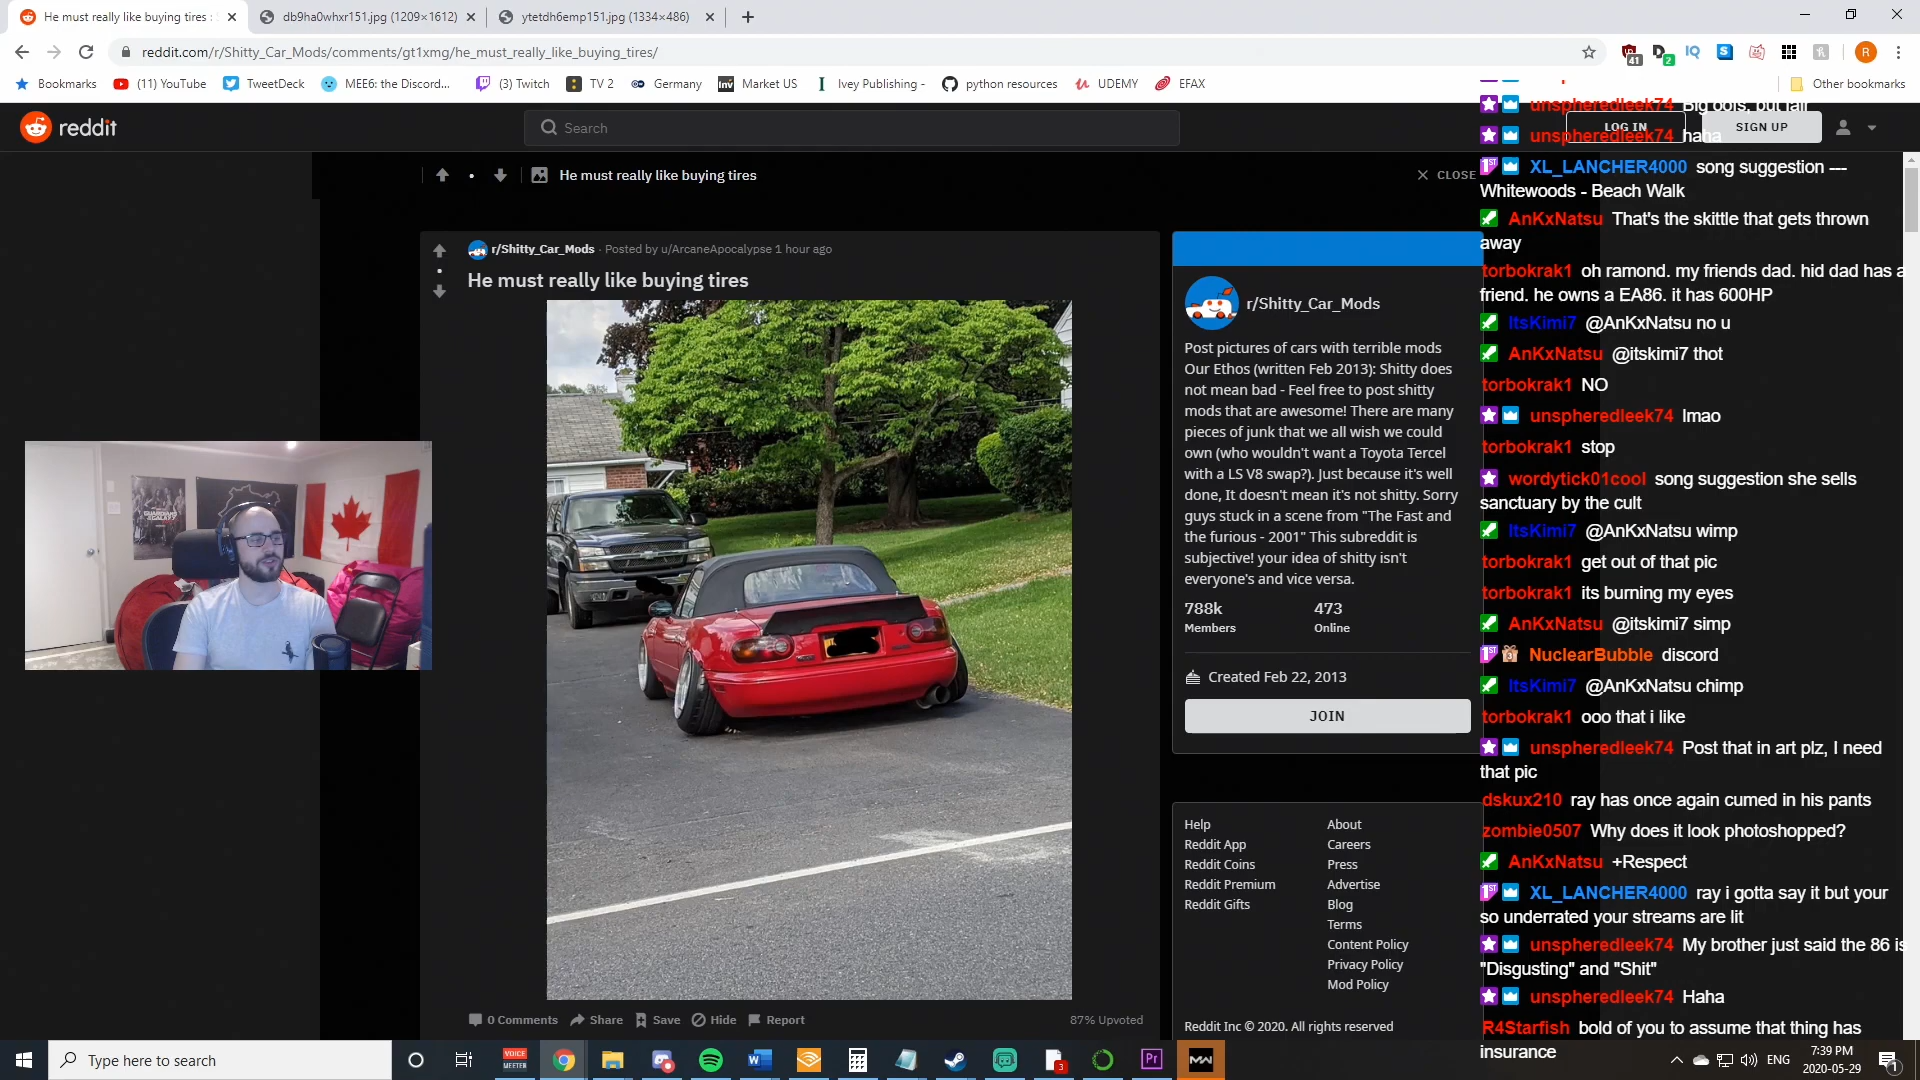 He must really like buying tires :
db9ha0whxr151.jpg (1209×1612)
ytetdh6emp151.jpg (1334×486)
reddit.com/r/Shitty_Car_Mods/comments/gt1xmg/he_must_really_like_buying_tires/
41
2
IQ
S
R
Bookmarks
(11) YouTube
TweetDeck
MEE6: the Discord...
(3) Twitch
TV 2
Germany
inv Market US
Ivey Publishing -
python resources
UDEMY
EFAX
Other bookmarks
reddit
Search
LOG IN
SIGN UP
He must really like buying tires
CLOSE
r/Shitty_Car_Mods · Posted by u/ArcaneApocalypse 1 hour ago
He must really like buying tires
r/Shitty_Car_Mods
Post pictures of cars with terrible mods
Our Ethos (written Feb 2013): Shitty does
not mean bad - Feel free to post shitty
mods that are awesome! There are many
pieces of junk that we all wish we could
own (who wouldn't want a Toyota Tercel
with a LS V8 swap?). Just because it's well
done, It doesn't mean it's not shitty. Sorry
guys stuck in a scene from "The Fast and
the furious - 2001" This subreddit is
subjective! your idea of shitty isn't
everyone's and vice versa.
788k
473
Members
Online
Created Feb 22, 2013
JOIN
Help
About
Reddit App
Careers
Reddit Coins
Press
Reddit Premium
Advertise
Reddit Gifts
Blog
Terms
Content Policy
Privacy Policy
Mod Policy
Reddit Inc © 2020. All rights reserved
0 Comments
Share
Save
Hide
Report
87% Upvoted
unspheredleek74 Big oofs, but fair
unspheredleek74 haha
XL_LANCHER4000 song suggestion ---
Whitewoods - Beach Walk
AnKxNatsu That's the skittle that gets thrown
away
torbokrak1 oh ramond. my friends dad. hid dad has a
friend. he owns a EA86. it has 600HP
ItsKimi7 @AnKxNatsu no u
AnKxNatsu @itskimi7 thot
torbokrak1 NO
unspheredleek74 lmao
torbokrak1 stop
wordytick01cool song suggestion she sells
sanctuary by the cult
ItsKimi7 @AnKxNatsu wimp
torbokrak1 get out of that pic
torbokrak1 its burning my eyes
AnKxNatsu @itskimi7 simp
NuclearBubble discord
ItsKimi7 @AnKxNatsu chimp
torbokrak1 ooo that i like
unspheredleek74 Post that in art plz, I need
that pic
dskux210 ray has once again cumed in his pants
zombie0507 Why does it look photoshopped?
AnKxNatsu +Respect
XL_LANCHER4000 ray i gotta say it but your
so underrated your streams are lit
unspheredleek74 My brother just said the 86 is
"Disgusting" and "Shit"
unspheredleek74 Haha
R4Starfish bold of you to assume that thing has
insurance
Type here to search
VOICE
MEETER
3
Pr
ENG
7:39 PM
2020-05-29
1